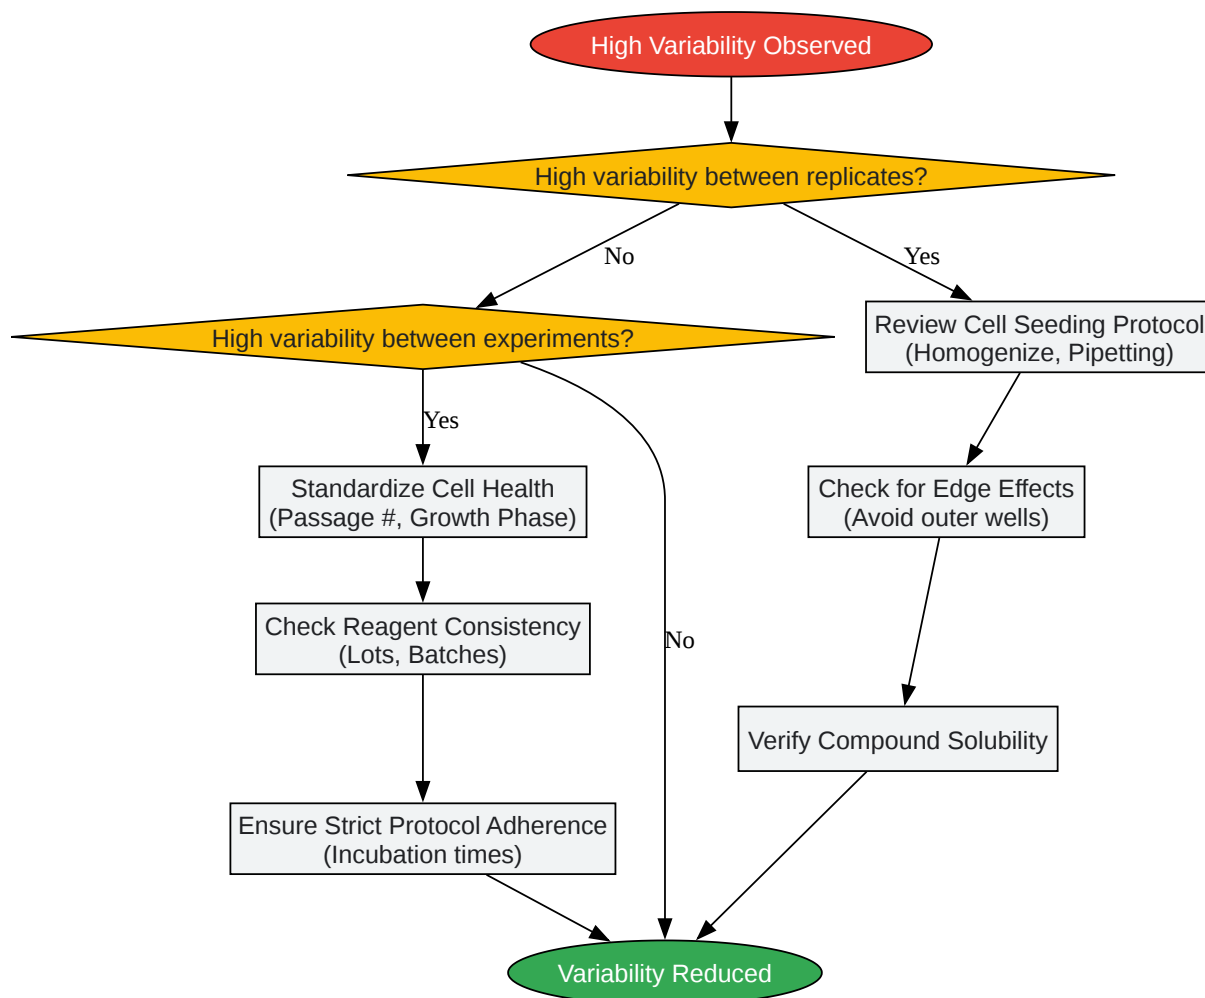 High Variability Observed
High variability between replicates?
No
Yes
High variability between experiments?
Review Cell Seeding Protocol
(Homogenize, Pipetting)
Yes
Standardize Cell Health
(Passage #, Growth Phase)
Check for Edge Effects
(Avoid outer wells)
Check Reagent Consistency
(Lots, Batches)
No
Verify Compound Solubility
Ensure Strict Protocol Adherence
(Incubation times)
Variability Reduced